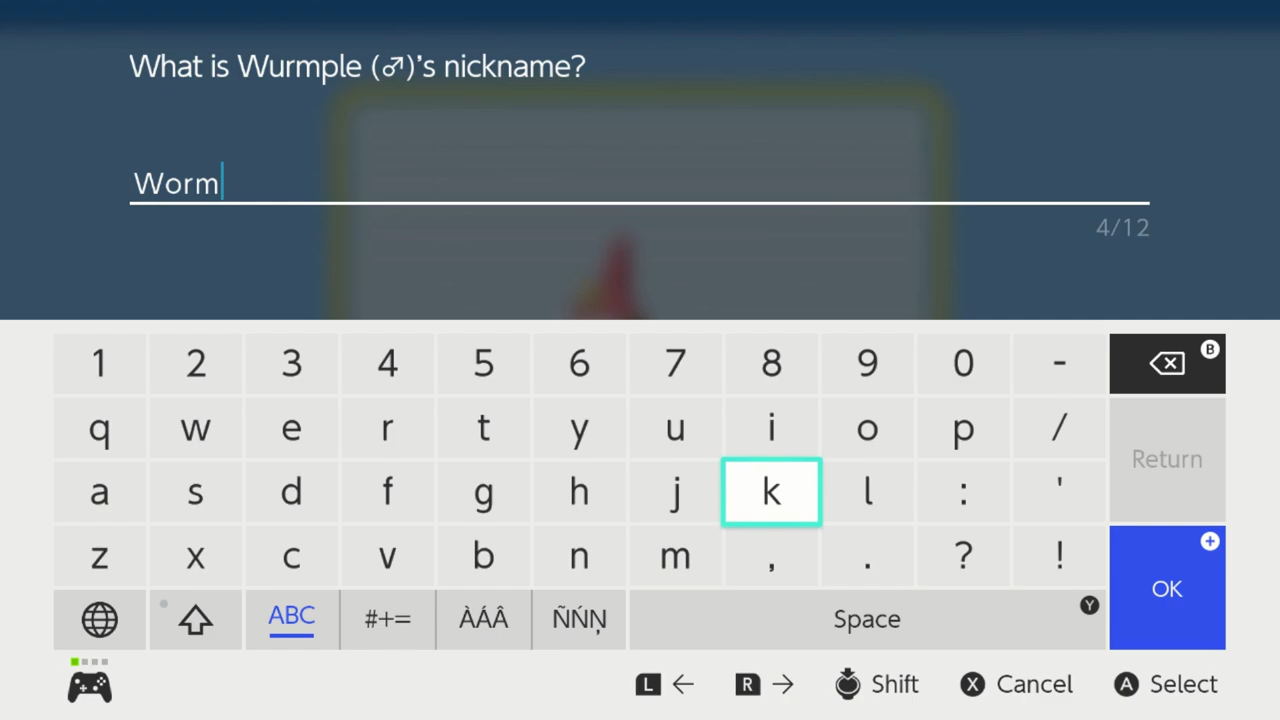 What is Wurmple (♂)'s nickname?
Worm
4/12
1 2 3 4 5 6 7 8 9 0 - B
q w e r t y u i o p / Return
a s d f g h j k l : '
z x c v b n m , . ? ! + OK
ABC #+= ÀÁÂ ÑŃŅ Space Y
L ← R → Shift X Cancel A Select